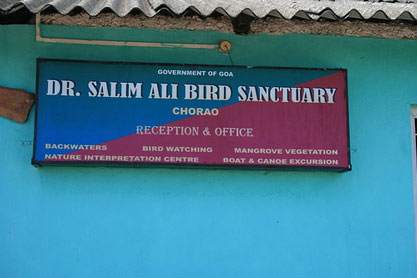 GOVERNMENT OF GOA
DR. SALIM ALI BIRD SANCTUARY
CHORAO
RECEPTION & OFFICE
BACKWATERS BIRD WATCHING MANGROVE VEGETATION
NATURE INTERPRETATION CENTRE BOAT & CANOE EXCURSION